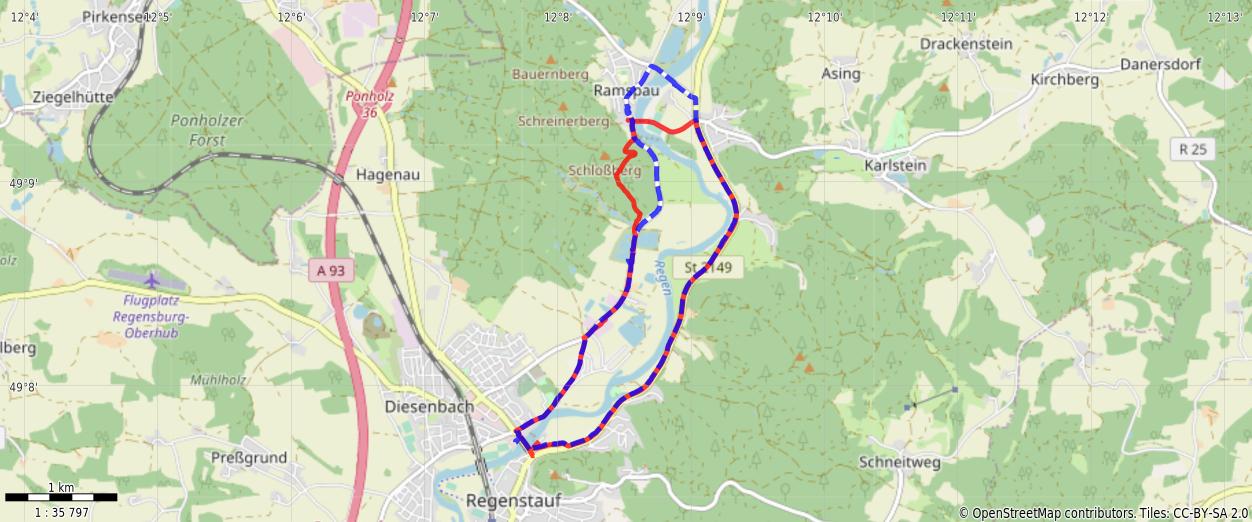 12°4'
12°5'
12°6'
12°7'
12°8'
12°9'
12°10'
12°11'
12°12'
12°13'
Pirkensee
Drackenstein
Danersdorf
Bauernberg
Asing
Kirchberg
Ziegelhütte
Ponholz
36
Ramspau
Ponholzer
Forst
Schreinerberg
R 25
Karlstein
Hagenau
Schloßberg
49°9'
olz
A 93
Regen
St 2149
Flugplatz
Regensburg-
Oberhub
lberg
Mühlholz
49°8'
Diesenbach
Preßgrund
Schneitweg
1 km
Regenstauf
1 : 35 797
© OpenStreetMap contributors. Tiles: CC-BY-SA 2.0